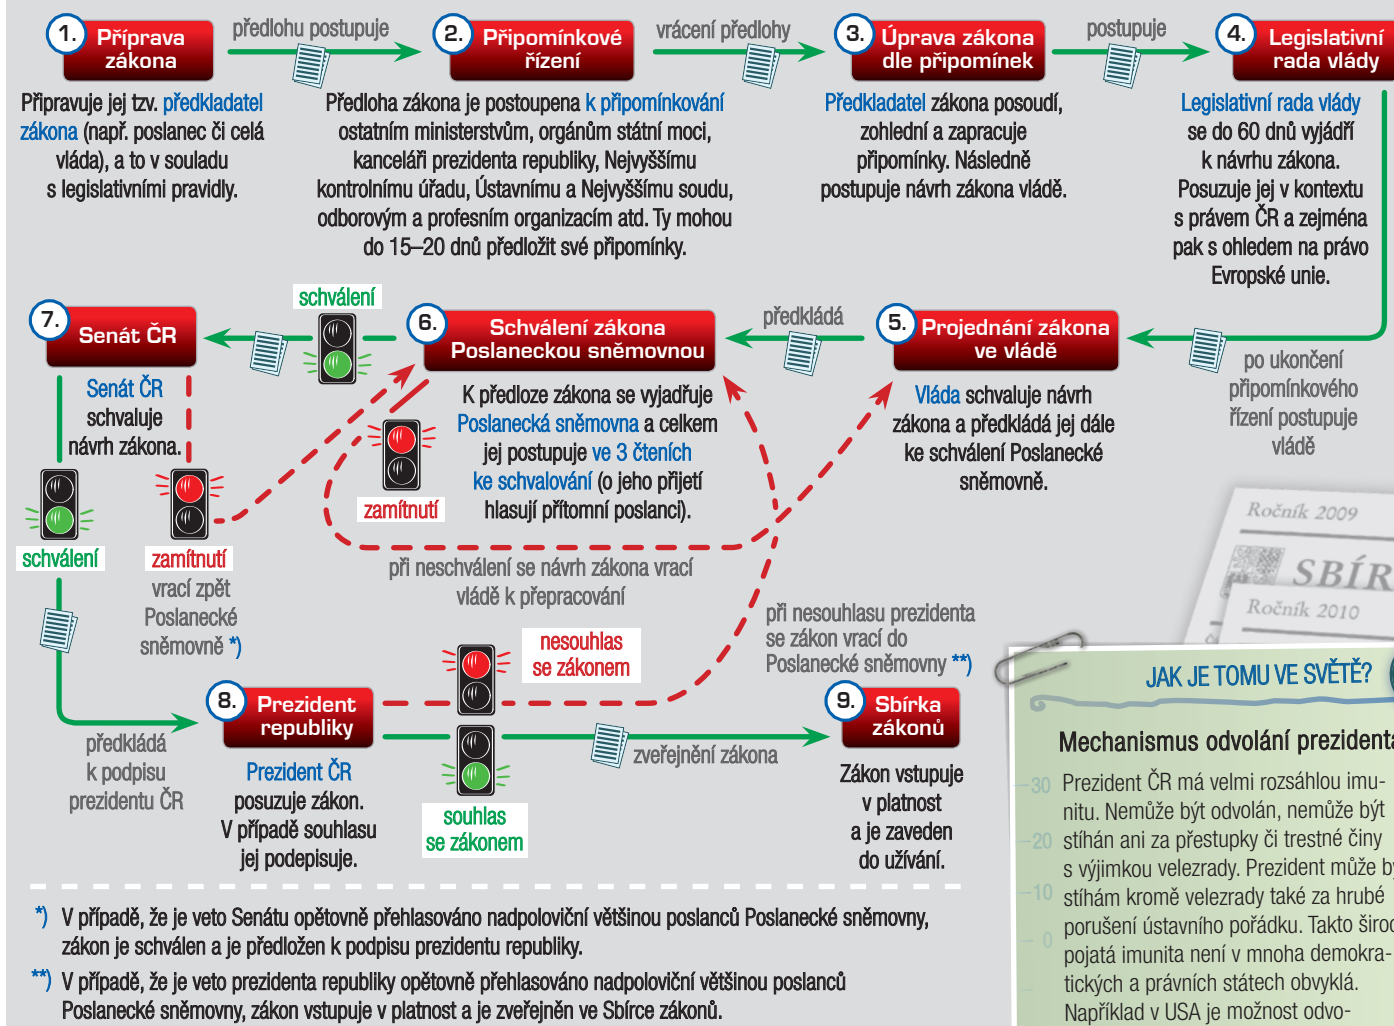 1. Příprava
zákona
předlohu postupuje
2. Připomínkové
řízení
vrácení předlohy
3. Úprava zákona
dle připomínek
postupuje
4. Legislativní
rada vlády
Připravuje jej tzv. předkladatel
zákona (např. poslanec či celá
vláda), a to v souladu
s legislativními pravidly.
Předloha zákona je postoupena k připomínkování
ostatním ministerstvům, orgánům státní moci,
kanceláři prezidenta republiky, Nejvyššímu
kontrolnímu úřadu, Ústavnímu a Nejvyššímu soudu,
odborovým a profesním organizacím atd. Ty mohou
do 15–20 dnů předložit své připomínky.
Předkladatel zákona posoudí,
zohlední a zapracuje
připomínky. Následně
postupuje návrh zákona vládě.
Legislativní rada vlády
se do 60 dnů vyjádří
k návrhu zákona.
Posuzuje jej v kontextu
s právem ČR a zejména
pak s ohledem na právo
Evropské unie.
po ukončení
připomínkového
řízení postupuje
vládě
5. Projednání zákona
ve vládě
Vláda schvaluje návrh
zákona a předkládá jej dále
ke schválení Poslanecké
sněmovně.
předkládá
6. Schválení zákona
Poslaneckou sněmovnou
K předloze zákona se vyjadřuje
Poslanecká sněmovna a celkem
jej postupuje ve 3 čteních
ke schvalování (o jeho přijetí
hlasují přítomní poslanci).
schválení
zamítnutí
při neschválení se návrh zákona vrací
vládě k přepracování
7. Senát ČR
Senát ČR
schvaluje
návrh zákona.
schválení
zamítnutí
vrací zpět
Poslanecké
sněmovně *)
předkládá
k podpisu
prezidentu ČR
8. Prezident
republiky
Prezident ČR
posuzuje zákon.
V případě souhlasu
jej podepisuje.
nesouhlas
se zákonem
při nesouhlasu prezidenta
se zákon vrací do
Poslanecké sněmovny **)
souhlas
se zákonem
zveřejnění zákona
9. Sbírka
zákonů
Zákon vstupuje
v platnost
a je zaveden
do užívání.
*) V případě, že je veto Senátu opětovně přehlasováno nadpoloviční většinou poslanců Poslanecké sněmovny,
zákon je schválen a je předložen k podpisu prezidentu republiky.
**) V případě, že je veto prezidenta republiky opětovně přehlasováno nadpoloviční většinou poslanců
Poslanecké sněmovny, zákon vstupuje v platnost a je zveřejněn ve Sbírce zákonů.
Ročník 2009
SBÍR
Ročník 2010
JAK JE TOMU VE SVĚTĚ?
Mechanismus odvolání prezidenta
30
20
10
0
Prezident ČR má velmi rozsáhlou imu-
nitu. Nemůže být odvolán, nemůže být
stíhán ani za přestupky či trestné činy
s výjimkou velezrady. Prezident může bý
stíhám kromě velezrady také za hrubé
porušení ústavního pořádku. Takto široc
pojatá imunita není v mnoha demokra-
tických a právních státech obvyklá.
Například v USA je možnost odvo-